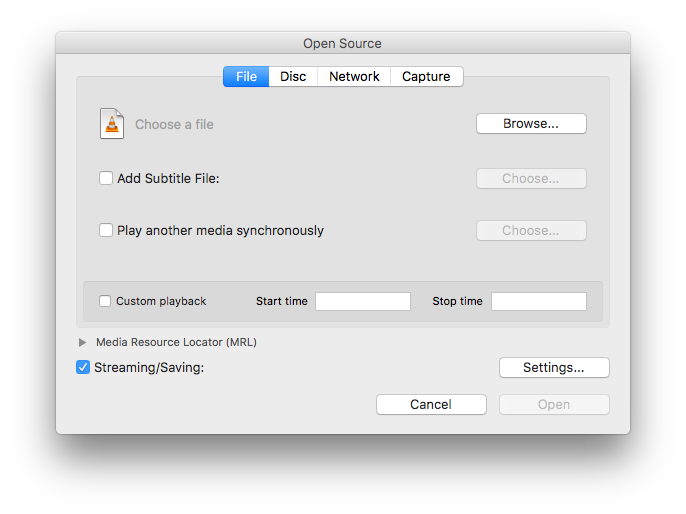 Open Source
File Disc Network Capture
Choose a file Browse...
Add Subtitle File: Choose...
Play another media synchronously Choose...
Custom playback Start time Stop time
Media Resource Locator (MRL)
Streaming/Saving: Settings...
Cancel Open